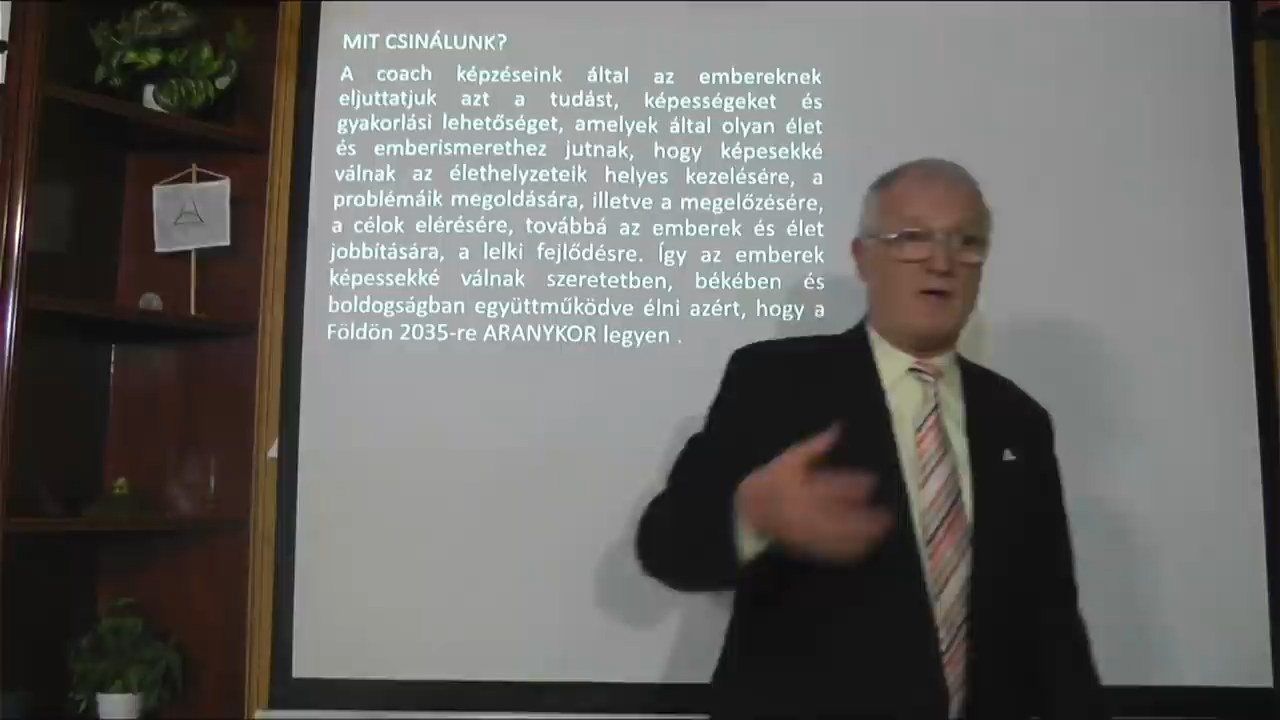 MIT CSINÁLUNK?
A coach képzéseink által az embereknek
eljuttatjuk azt a tudást, képességeket és
gyakorlási lehetőséget, amelyek által olyan élet
és emberismerethez jutnak, hogy képesekké
válnak az élethelyzeteik helyes kezelésére, a
problémáik megoldására, illetve a megelőzésére,
a célok elérésére, továbbá az emberek és élet
jobbítására, a lelki fejlődésre. Így az emberek
képessekké válnak szeretetben, békében és
boldogságban együttműködve élni azért, hogy a
Földön 2035-re ARANYKOR legyen .